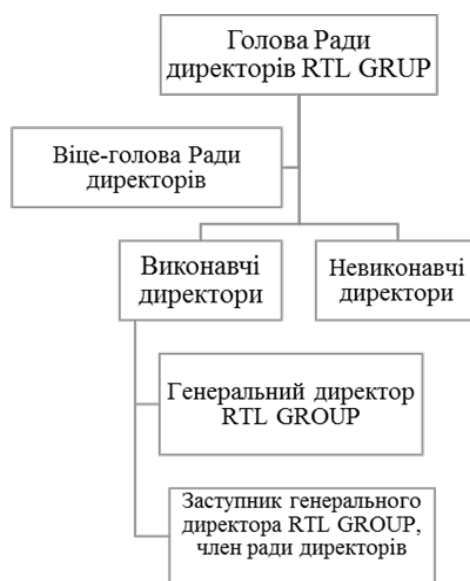 Голова Ради
директорів RTL GRUP
Віце-голова Ради
директорів
Виконавчі
директори
Невиконавчі
директори
Генеральний директор
RTL GROUP
Заступник генерального
директора RTL GROUP,
член ради директорів